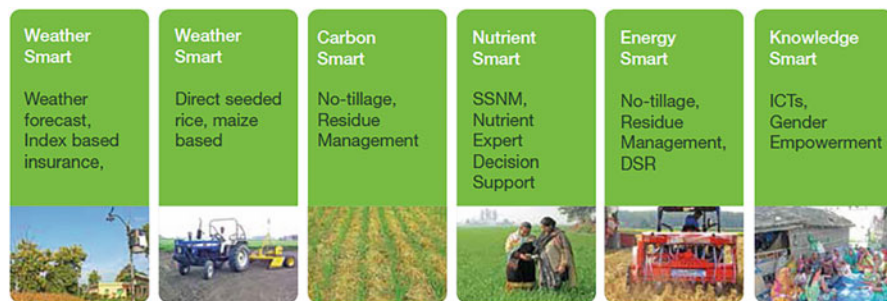 Weather
Smart
Weather
forecast,
Index based
insurance,
Weather
Smart
Direct seeded
rice, maize
based
Carbon
Smart
No-tillage,
Residue
Management
Nutrient
Smart
SSNM,
Nutrient
Expert
Decision
Support
Energy
Smart
No-tillage,
Residue
Management,
DSR
Knowledge
Smart
ICTs,
Gender
Empowerment